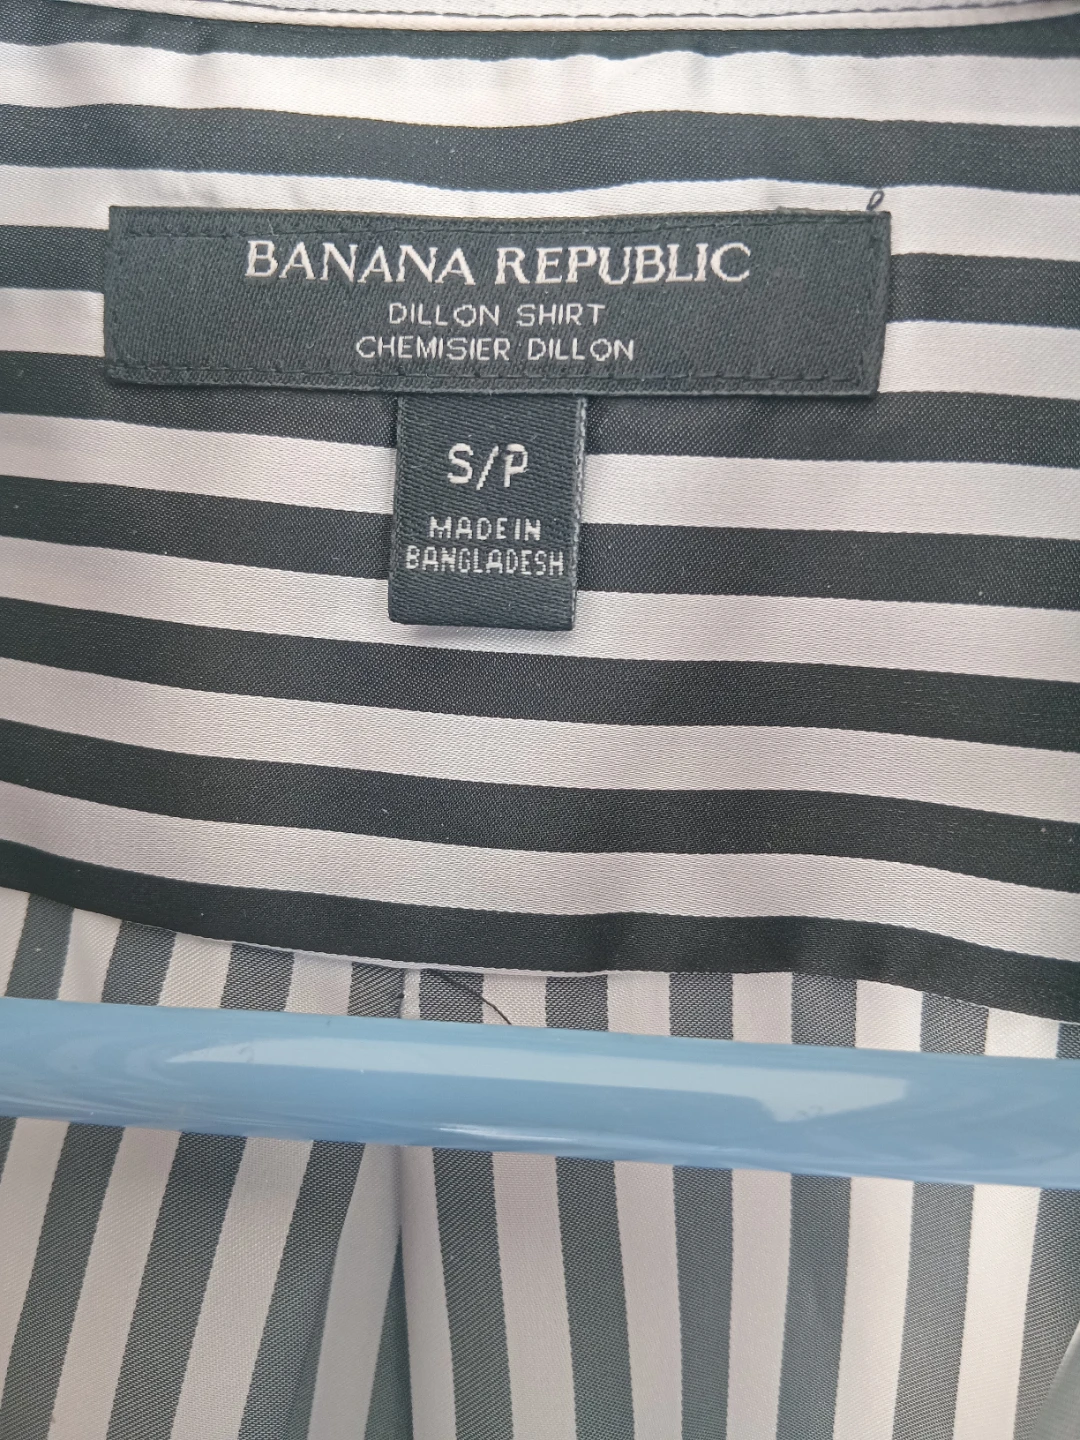 BANANA REPUBLIC
DILLON SHIRT
CHEMISIER DILLON
S/P
MADE IN
BANGLADESH